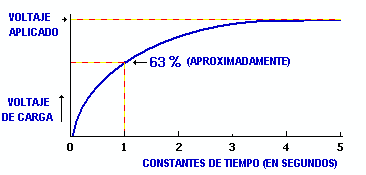 VOLTAJE
APLICADO
63 % (APROXIMADAMENTE)
VOLTAJE
DE CARGA
0 1 2 3 4 5
CONSTANTES DE TIEMPO (EN SEGUNDOS)